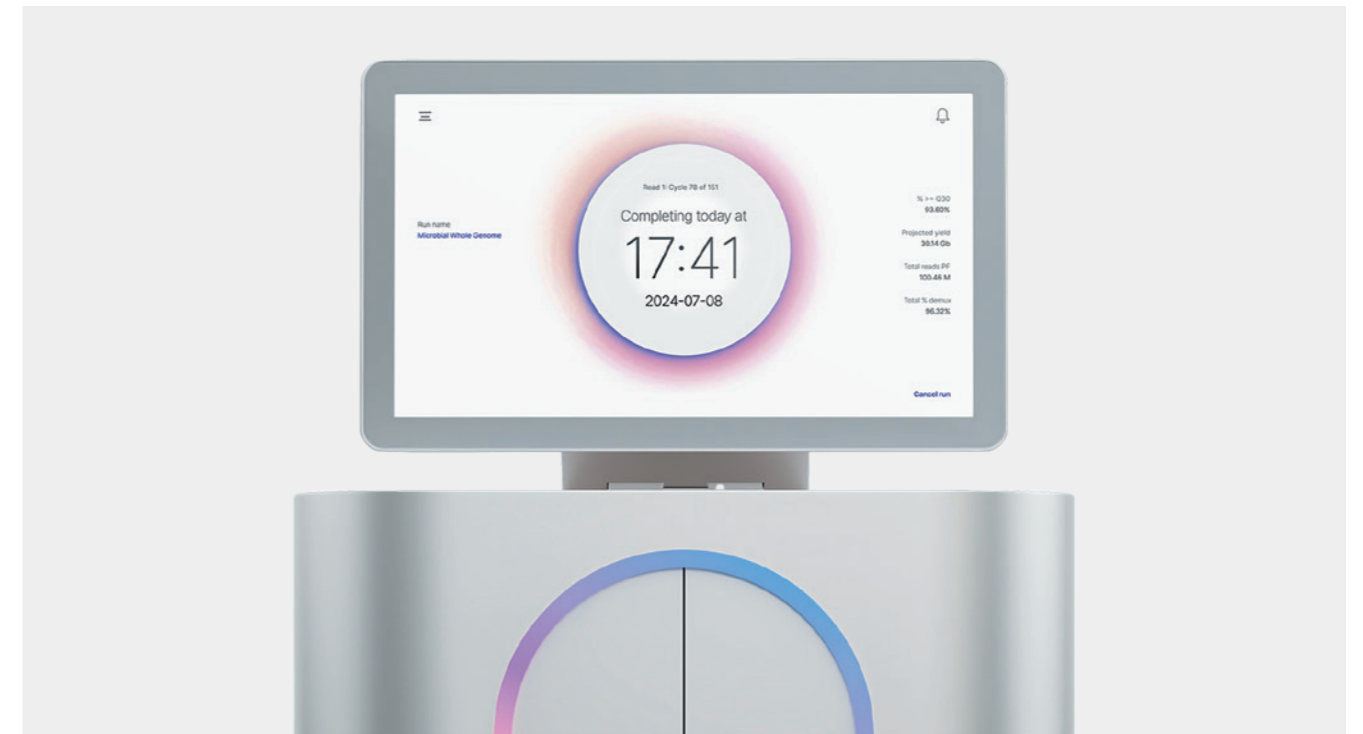 Read 1: Cycle 78 of 151
Completing today at
17:41
2024-07-08
Run name
Microbial Whole Genome
% >= Q30
93.60%
Projected yield
30.14 Gb
Total reads PF
100.46 M
Total % demux
96.32%
Cancel run